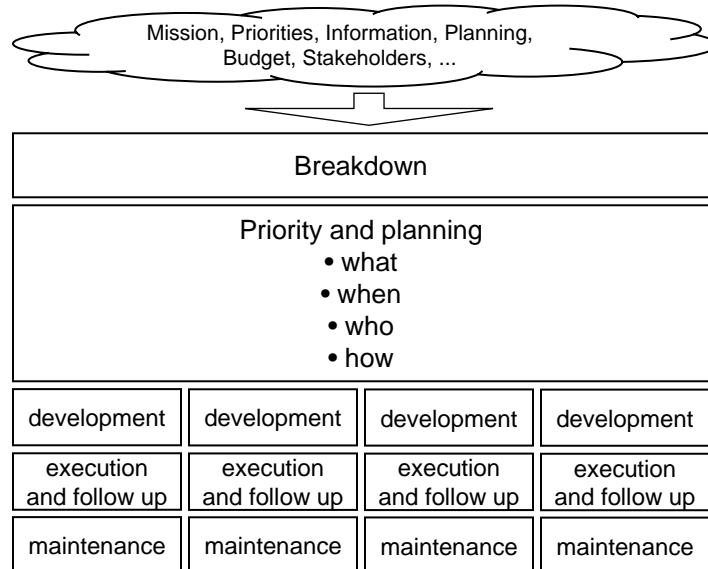 Mission, Priorities, Information, Planning,
Budget, Stakeholders, ...
Breakdown
Priority and planning
• what
• when
• who
• how
development
development
development
development
execution
and follow up
execution
and follow up
execution
and follow up
execution
and follow up
maintenance
maintenance
maintenance
maintenance